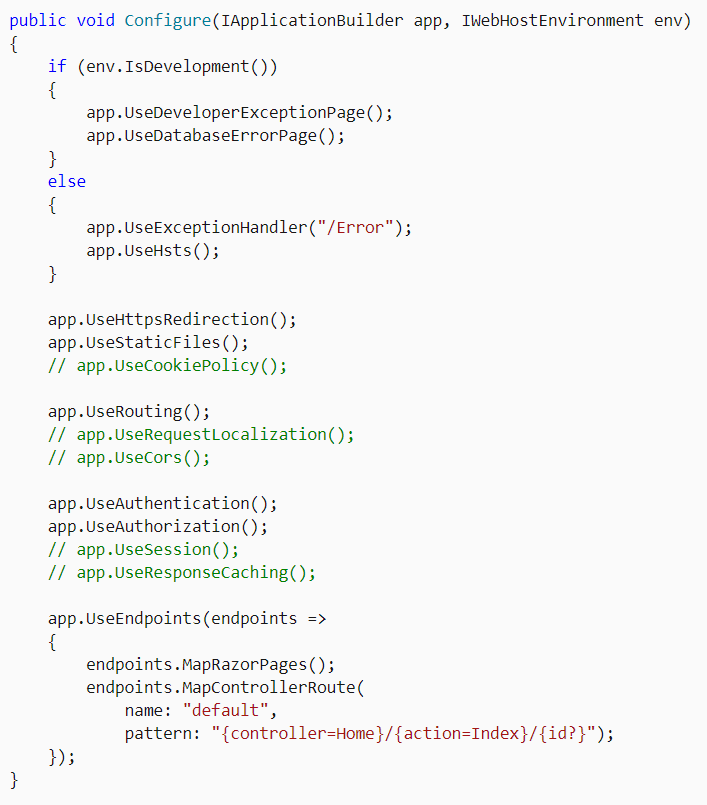 public void Configure(IApplicationBuilder app, IWebHostEnvironment env)
{
    if (env.IsDevelopment())
    {
        app.UseDeveloperExceptionPage();
        app.UseDatabaseErrorPage();
    }
    else
    {
        app.UseExceptionHandler("/Error");
        app.UseHsts();
    }

    app.UseHttpsRedirection();
    app.UseStaticFiles();
    // app.UseCookiePolicy();

    app.UseRouting();
    // app.UseRequestLocalization();
    // app.UseCors();

    app.UseAuthentication();
    app.UseAuthorization();
    // app.UseSession();
    // app.UseResponseCaching();

    app.UseEndpoints(endpoints =>
    {
        endpoints.MapRazorPages();
        endpoints.MapControllerRoute(
            name: "default",
            pattern: "{controller=Home}/{action=Index}/{id?}");
    });
}